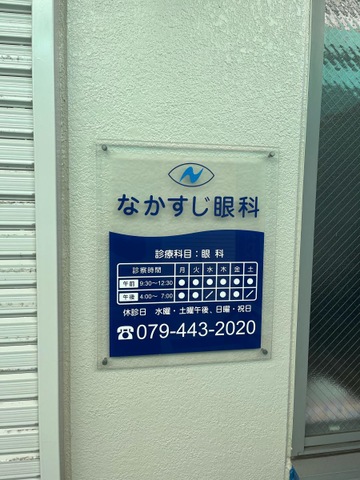 なかすじ眼科
診療科目：眼 科
診察時間 月 火 水 木 金 土
午前 9:30〜12:30 ● ● ● ● ● ●
午後 4:00〜 7:00 ● ● ／ ● ● ／
休診日 水曜・土曜午後、日曜・祝日
☎079-443-2020